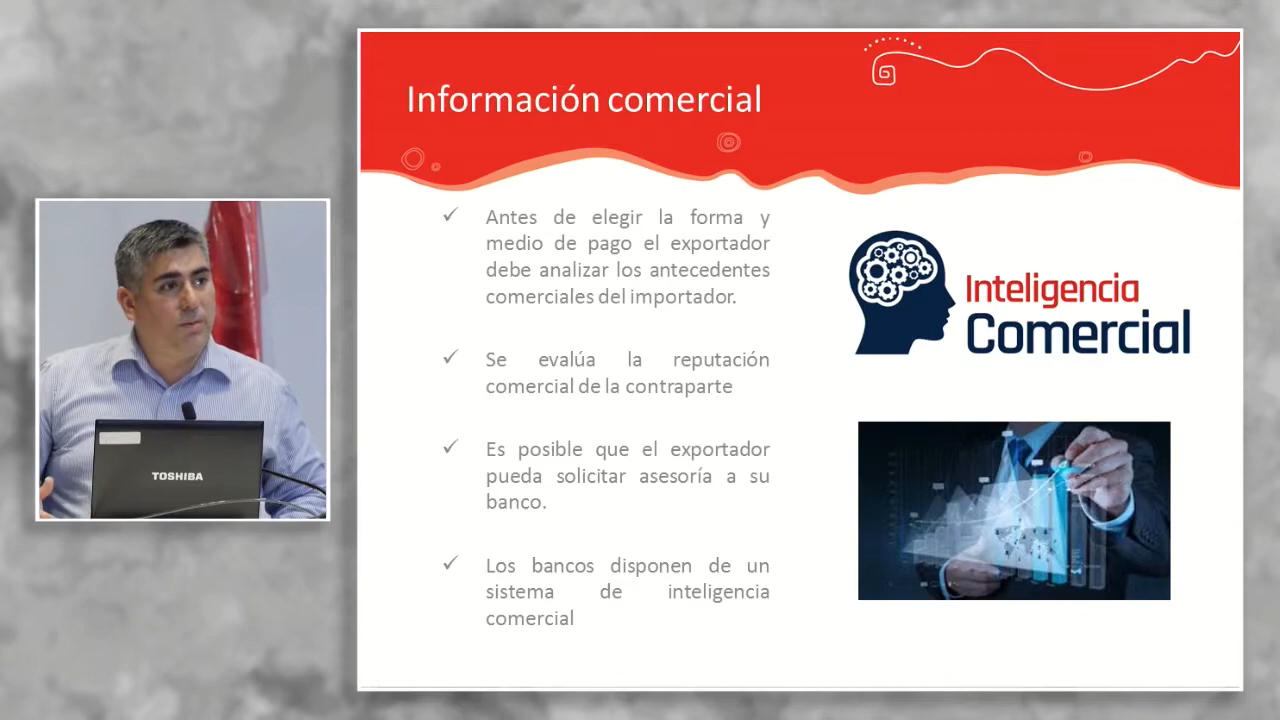 Información comercial
✓ Antes de elegir la forma y
medio de pago el exportador
debe analizar los antecedentes
comerciales del importador.
✓ Se evalúa la reputación
comercial de la contraparte
✓ Es posible que el exportador
pueda solicitar asesoría a su
banco.
✓ Los bancos disponen de un
sistema de inteligencia
comercial
Inteligencia
Comercial
TOSHIBA